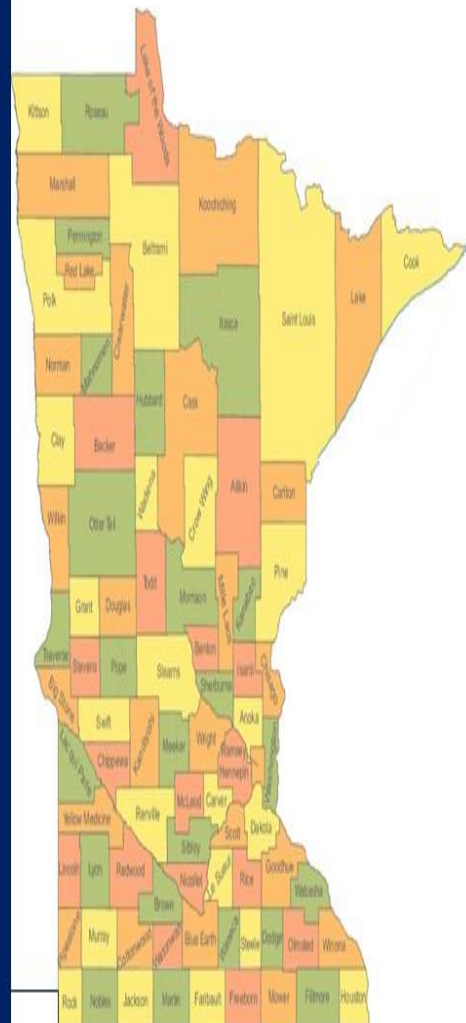 Kittson
Roseau
Lake of the Woods
Marshall
Koochiching
Beltrami
Pennington
Red Lake
Polk
Clearwater
Itasca
Saint Louis
Lake
Cook
Norman
Mahnomen
Hubbard
Cass
Clay
Becker
Wadena
Crow Wing
Aitkin
Carlton
Wilkin
Otter Tail
Pine
Todd
Morrison
Mille Lacs
Kanabec
Grant
Douglas
Traverse
Stevens
Pope
Stearns
Benton
Isanti
Chisago
Big Stone
Sherburne
Swift
Kandiyohi
Meeker
Wright
Anoka
Washington
Ramsey
Hennepin
Lac qui Parle
Chippewa
Renville
McLeod
Carver
Yellow Medicine
Scott
Dakota
Sibley
Lincoln
Lyon
Redwood
Nicollet
Le Sueur
Rice
Goodhue
Wabasha
Brown
Murray
Cottonwood
Blue Earth
Waseca
Steele
Dodge
Olmsted
Winona
Rock
Nobles
Jackson
Martin
Faribault
Freeborn
Mower
Fillmore
Houston